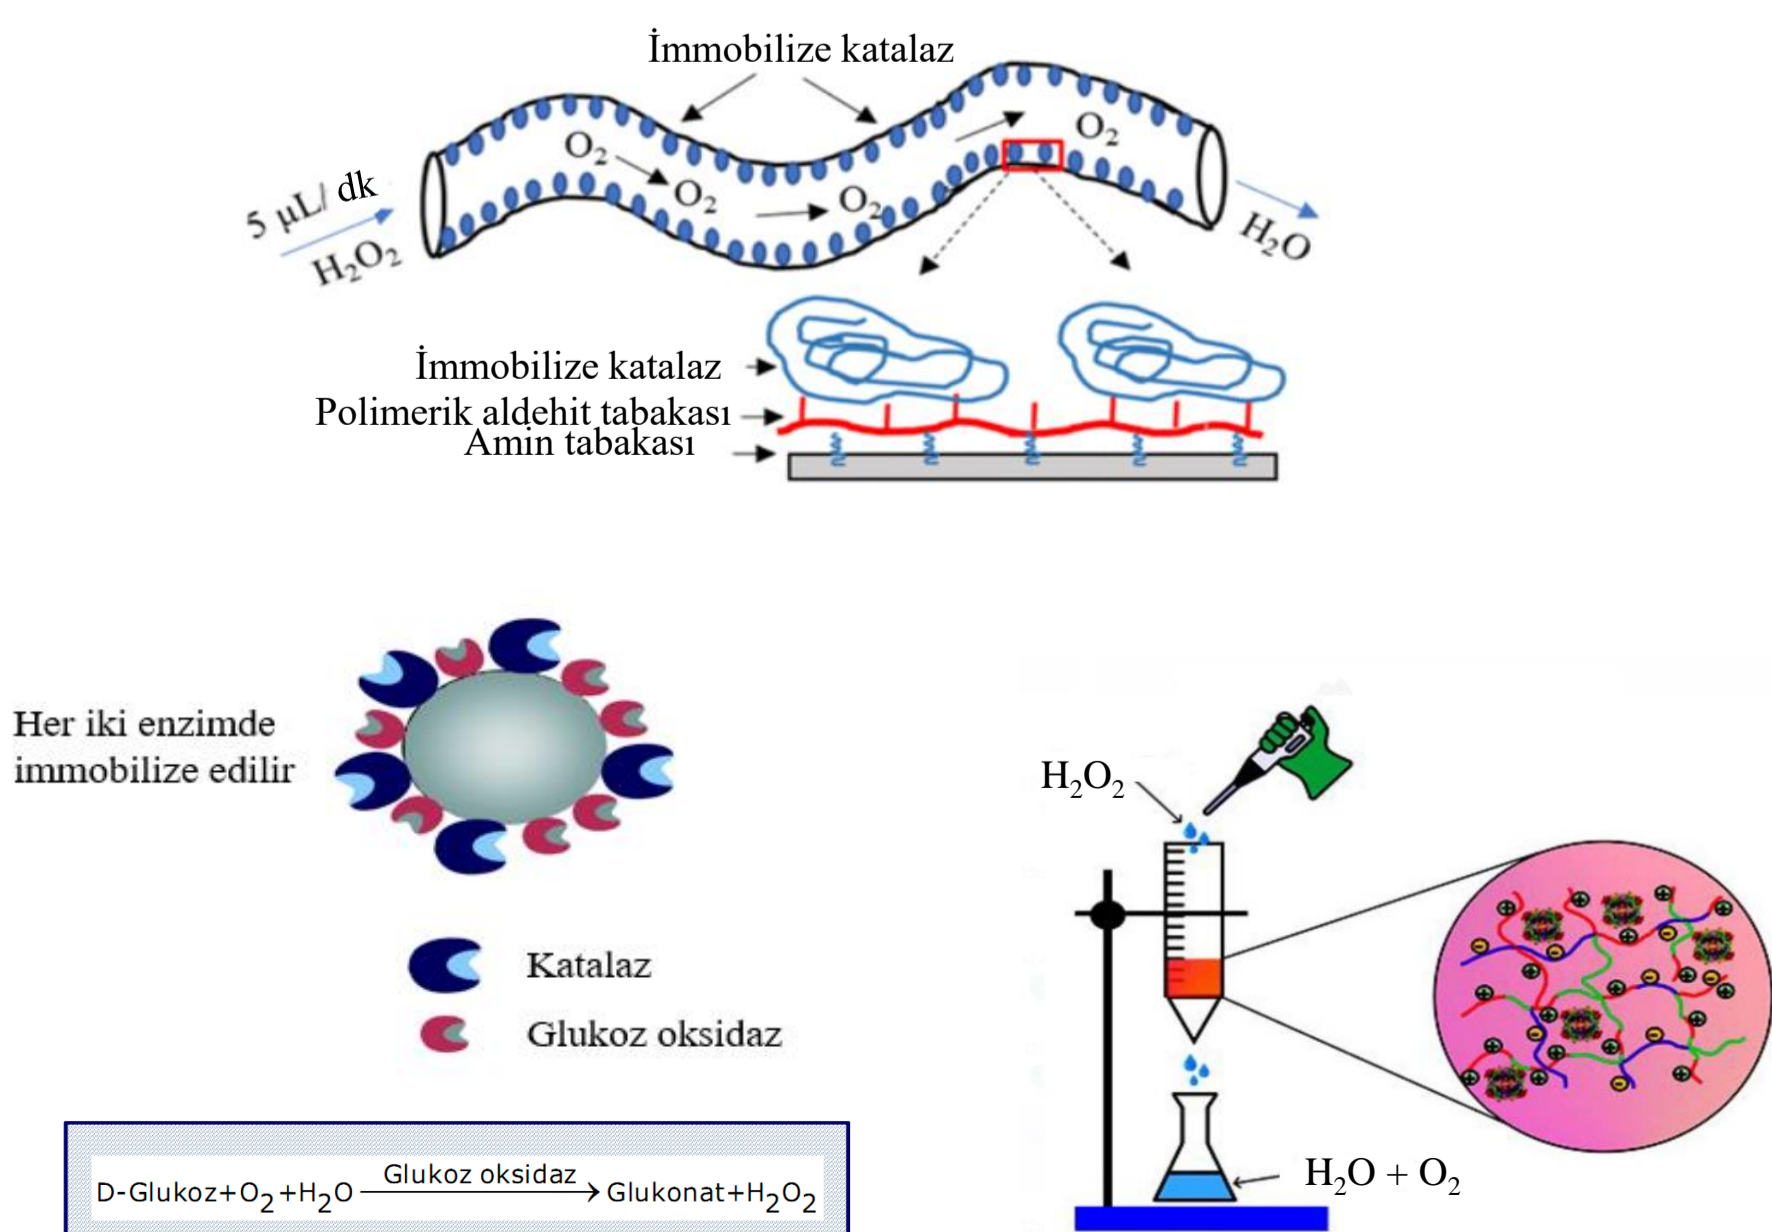 İmmobilize katalaz
O₂
O₂
O₂
O₂
5 µL/ dk
H₂O₂
H₂O
İmmobilize katalaz
Polimerik aldehit tabakası
Amin tabakası
Her iki enzimde
immobilize edilir
Katalaz
Glukoz oksidaz
Glukoz oksidaz
D-Glukoz+O₂+H₂O → Glukonat+H₂O₂
H₂O₂
H₂O + O₂